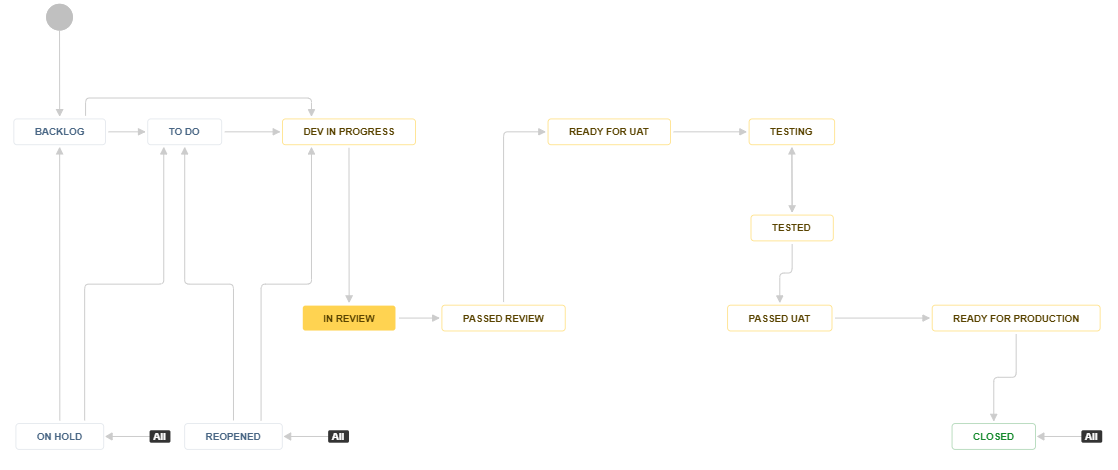 BACKLOG
TO DO
DEV IN PROGRESS
READY FOR UAT
TESTING
TESTED
IN REVIEW
PASSED REVIEW
PASSED UAT
READY FOR PRODUCTION
ON HOLD
All
REOPENED
All
CLOSED
All